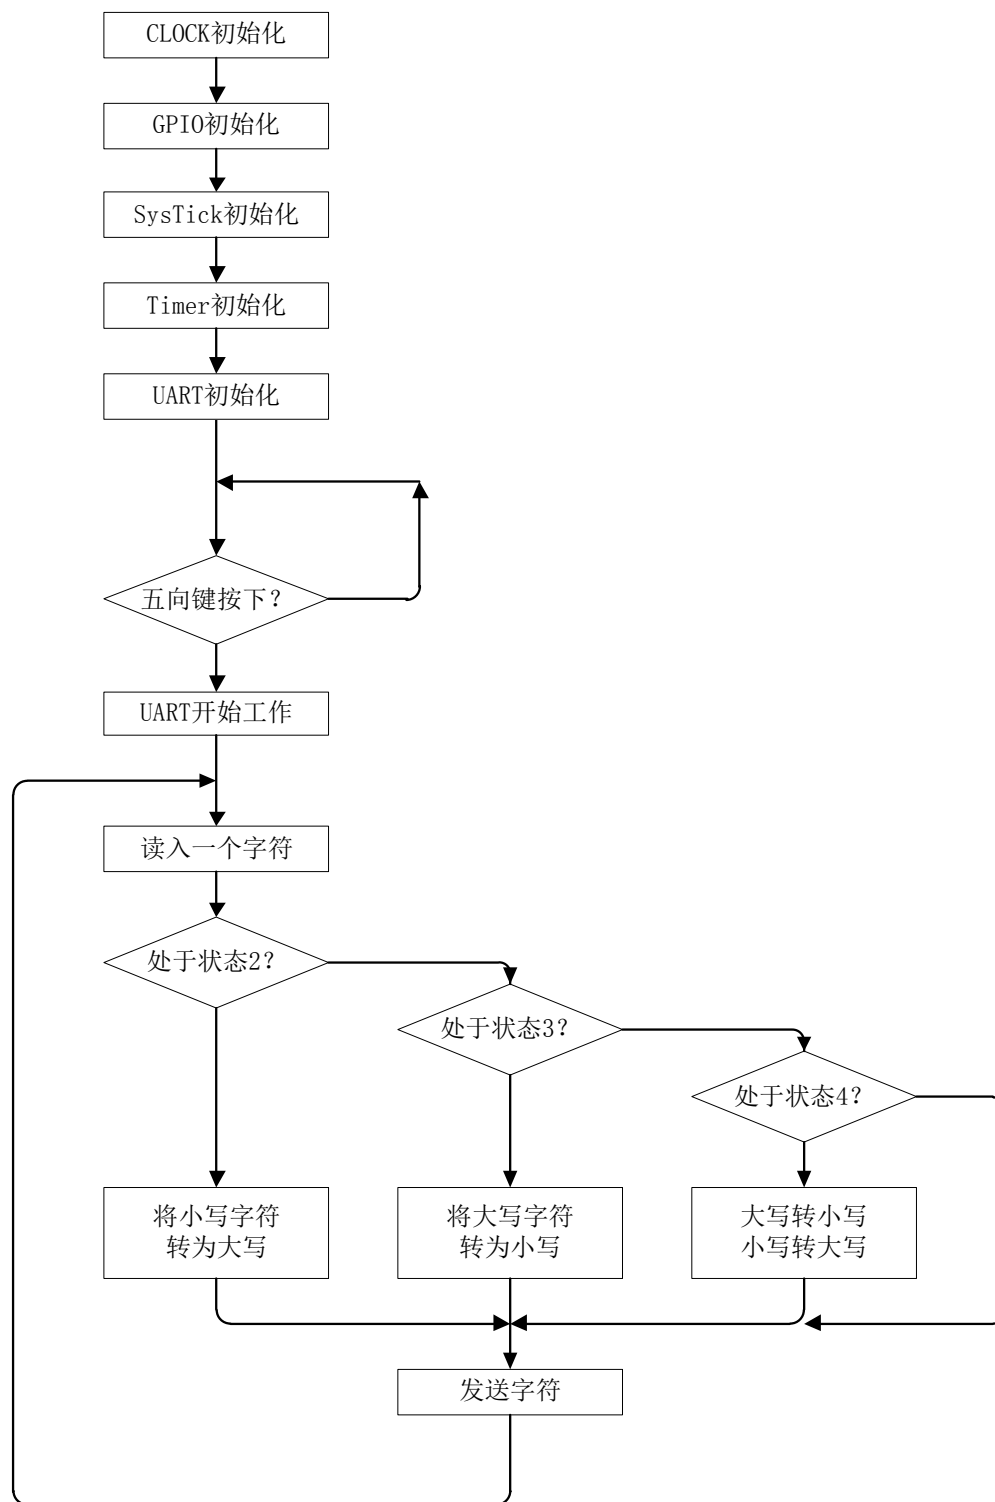 CLOCK初始化
GPIO初始化
SysTick初始化
Timer初始化
UART初始化
五向键按下?
UART开始工作
读入一个字符
处于状态2?
处于状态3?
处于状态4?
将小写字符
转为大写
将大写字符
转为小写
大写转小写
小写转大写
发送字符